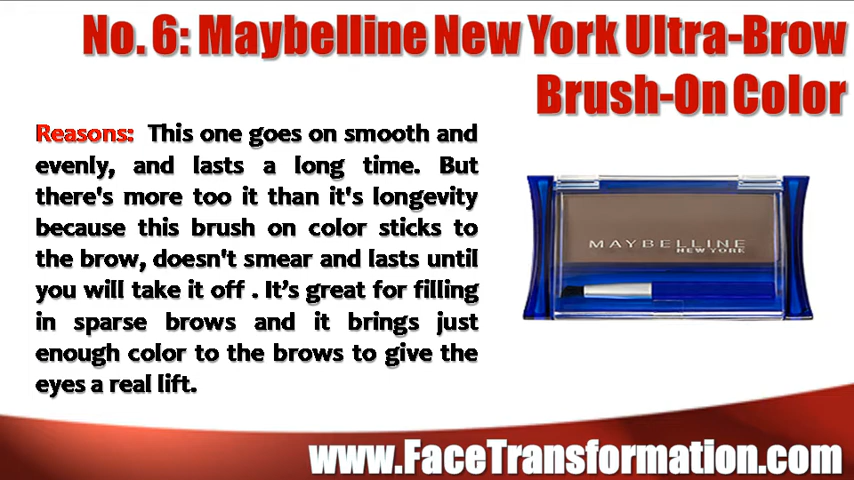 No. 6: Maybelline New York Ultra-Brow
Brush-On Color
Reasons: This one goes on smooth and
evenly, and lasts a long time. But
there's more too it than it's longevity
because this brush on color sticks to
the brow, doesn't smear and lasts until
you will take it off . It’s great for filling
in sparse brows and it brings just
enough color to the brows to give the
eyes a real lift.
MAYBELLINE
NEW YORK
www.FaceTransformation.com